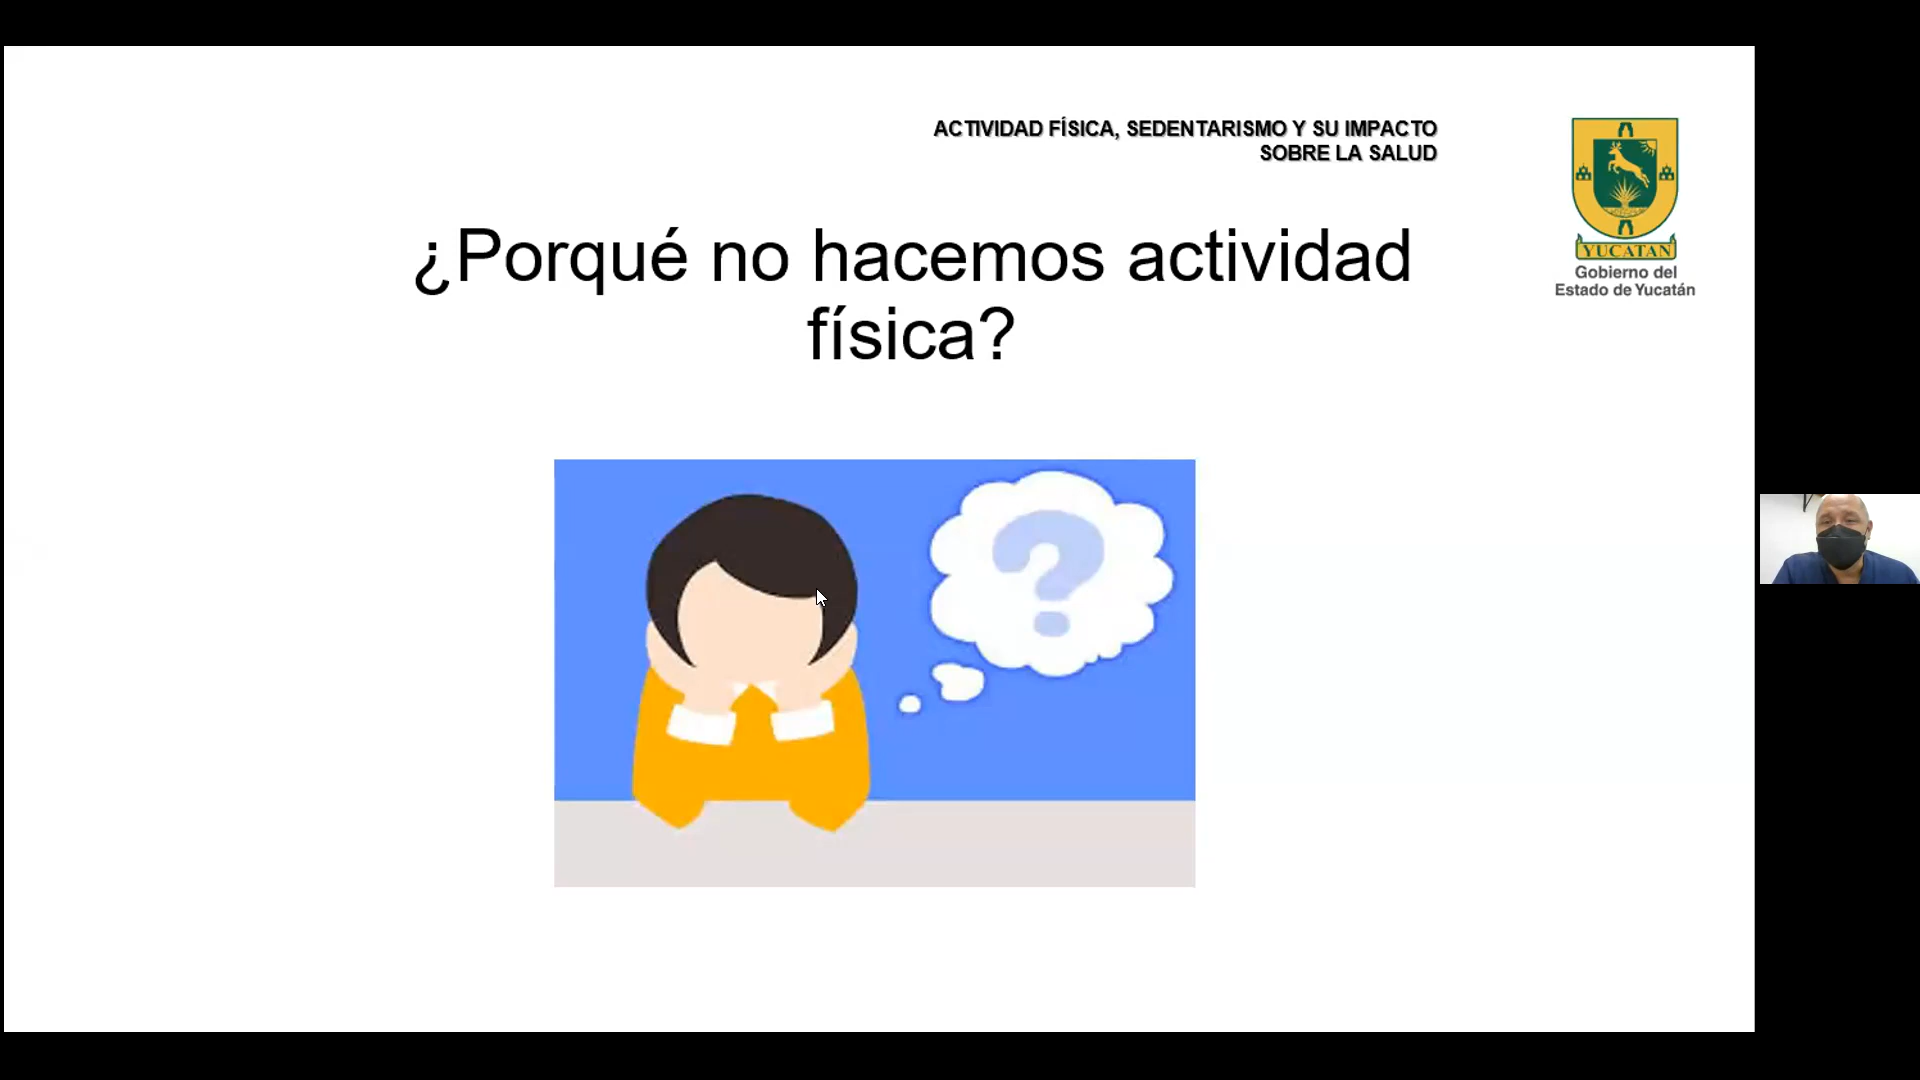 ACTIVIDAD FÍSICA, SEDENTARISMO Y SU IMPACTO
SOBRE LA SALUD
¿Porqué no hacemos actividad
física?
YUCATAN
Gobierno del
Estado de Yucatán
?